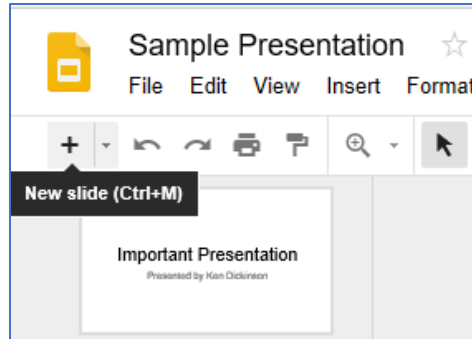 Sample Presentation
File Edit View Insert Format
New slide (Ctrl+M)
Important Presentation
Presented by Ken Dickinson